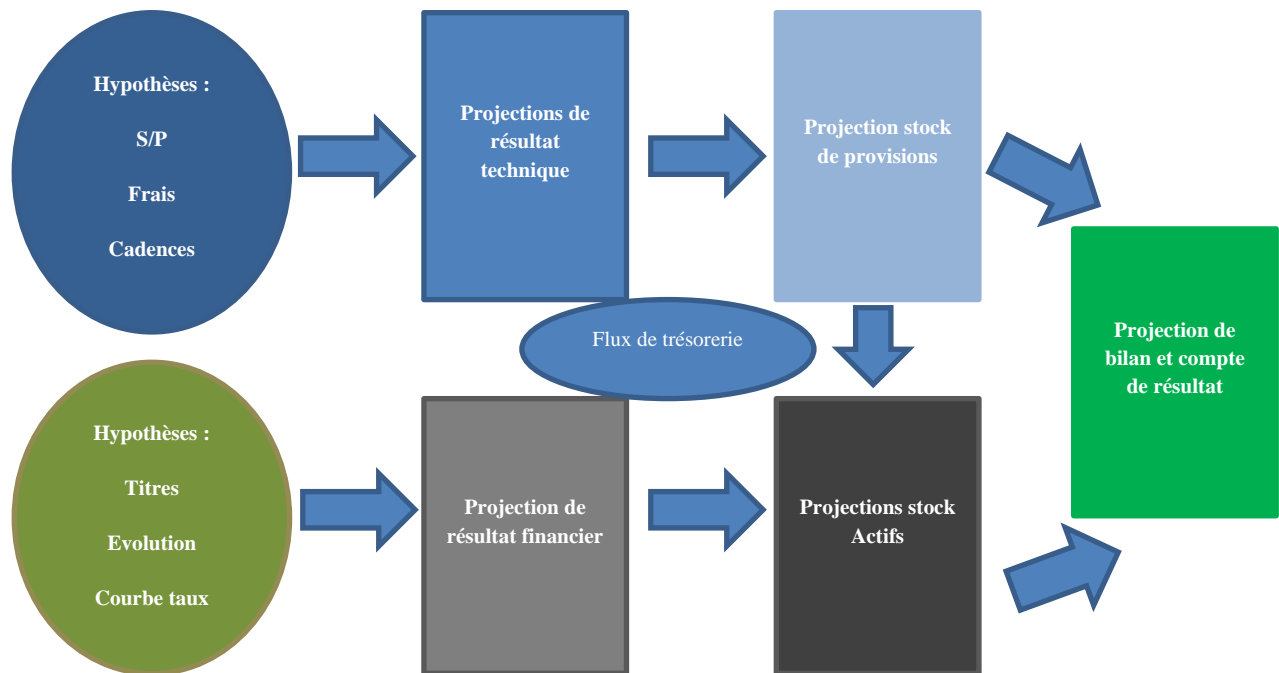 Hypothèses :
S/P
Frais
Cadences
Projections de
résultat
technique
Projection stock
de provisions
Flux de trésorerie
Projection de
bilan et compte
de résultat
Hypothèses :
Titres
Evolution
Courbe taux
Projection de
résultat financier
Projections stock
Actifs